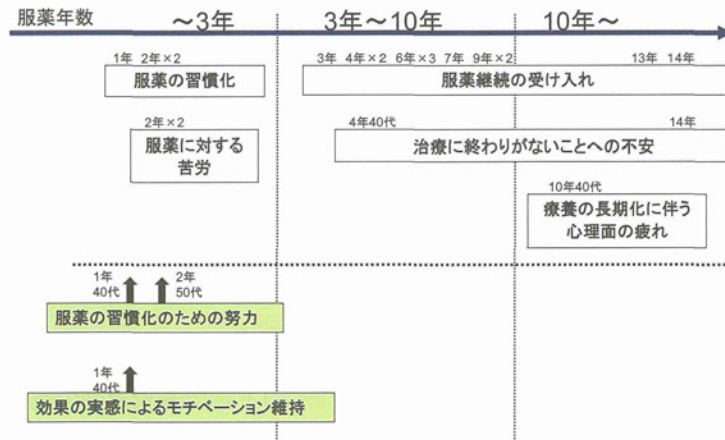 服薬年数
～3年
3年～10年
10年～
1年 2年×2
服薬の習慣化
3年 4年×2 6年×3 7年 9年×2
13年 14年
服薬継続の受け入れ
2年×2
服薬に対する
苦労
4年40代
14年
治療に終わりがないことへの不安
10年40代
療養の長期化に伴う
心理面の疲れ
1年
40代
2年
50代
服薬の習慣化のための努力
1年
40代
効果の実感によるモチベーション維持